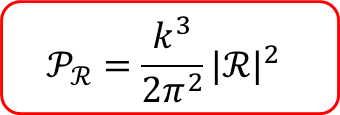 𝒫_ℛ = k³/2π² |ℛ|²